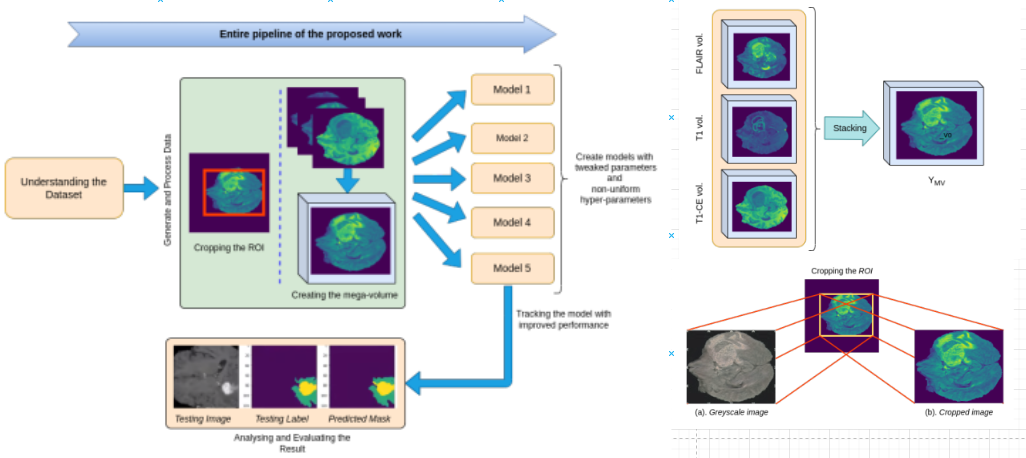 Entire pipeline of the proposed work
Understanding the
Dataset
Generate and Process Data
Cropping the ROI
Creating the mega-volume
Model 1
Model 2
Model 3
Model 4
Model 5
Create models with
tweaked parameters
and
non-uniform
hyper-parameters
Tracking the model with
improved performance
Testing Image
Testing Label
Predicted Mask
Analysing and Evaluating the
Result
FLAIR vol.
T1 vol.
T1-CE vol.
Stacking
vo
YMV
Cropping the ROI
(a). Greyscale image
(b). Cropped image